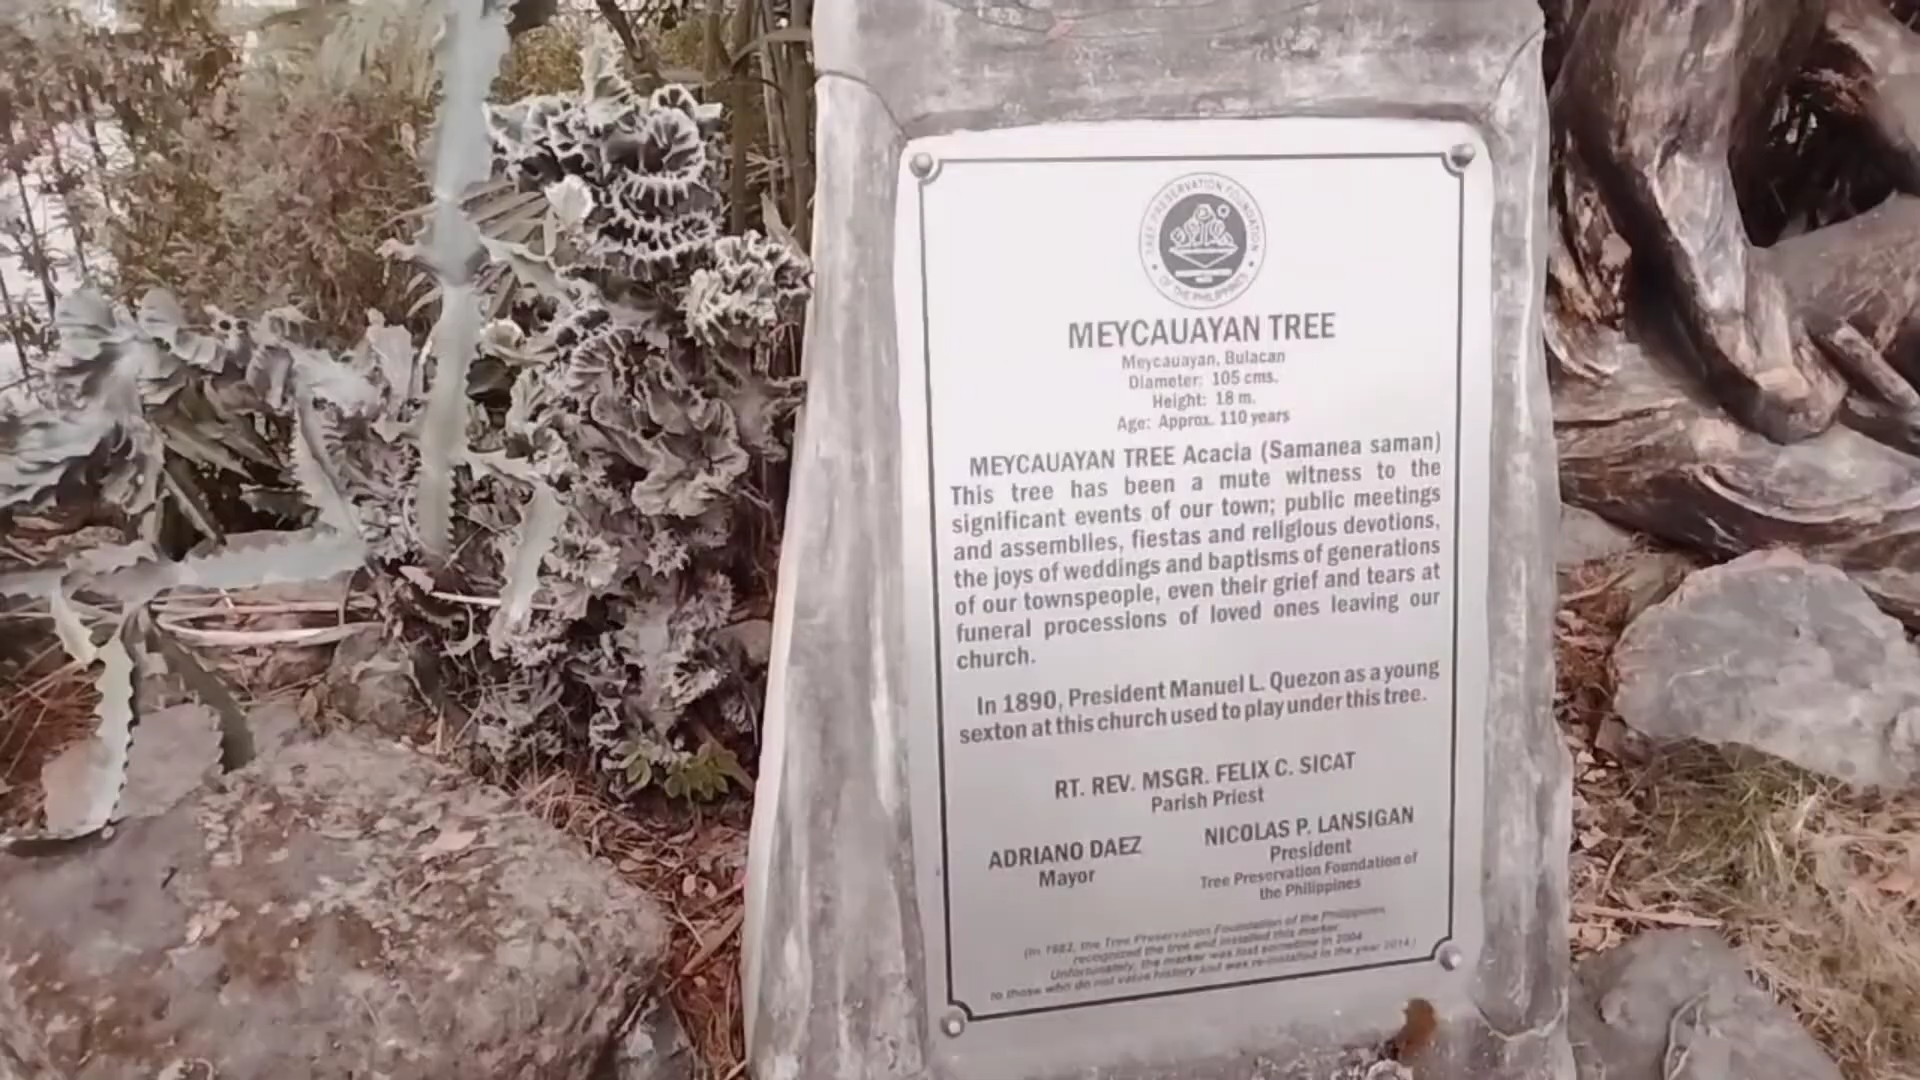 TREE PRESERVATION FOUNDATION
OF THE PHILIPPINES
MEYCAUAYAN TREE
Meycauayan, Bulacan
Diameter: 105 cms.
Height: 18 m.
Age: Approx. 110 years
MEYCAUAYAN TREE Acacia (Samanea saman)
This tree has been a mute witness to the
significant events of our town; public meetings
and assemblies, fiestas and religious devotions,
the joys of weddings and baptisms of generations
of our townspeople, even their grief and tears at
funeral processions of loved ones leaving our
church.
In 1890, President Manuel L. Quezon as a young
sexton at this church used to play under this tree.
RT. REV. MSGR. FELIX C. SICAT
Parish Priest
ADRIANO DAEZ
Mayor
NICOLAS P. LANSIGAN
President
Tree Preservation Foundation of
the Philippines
(In 1982, the Tree Preservation Foundation of the Philippines
recognized the tree and installed this marker.
Unfortunately, the marker was lost sometime in 2004
to those who do not value history and was re-installed in the year 2014.)